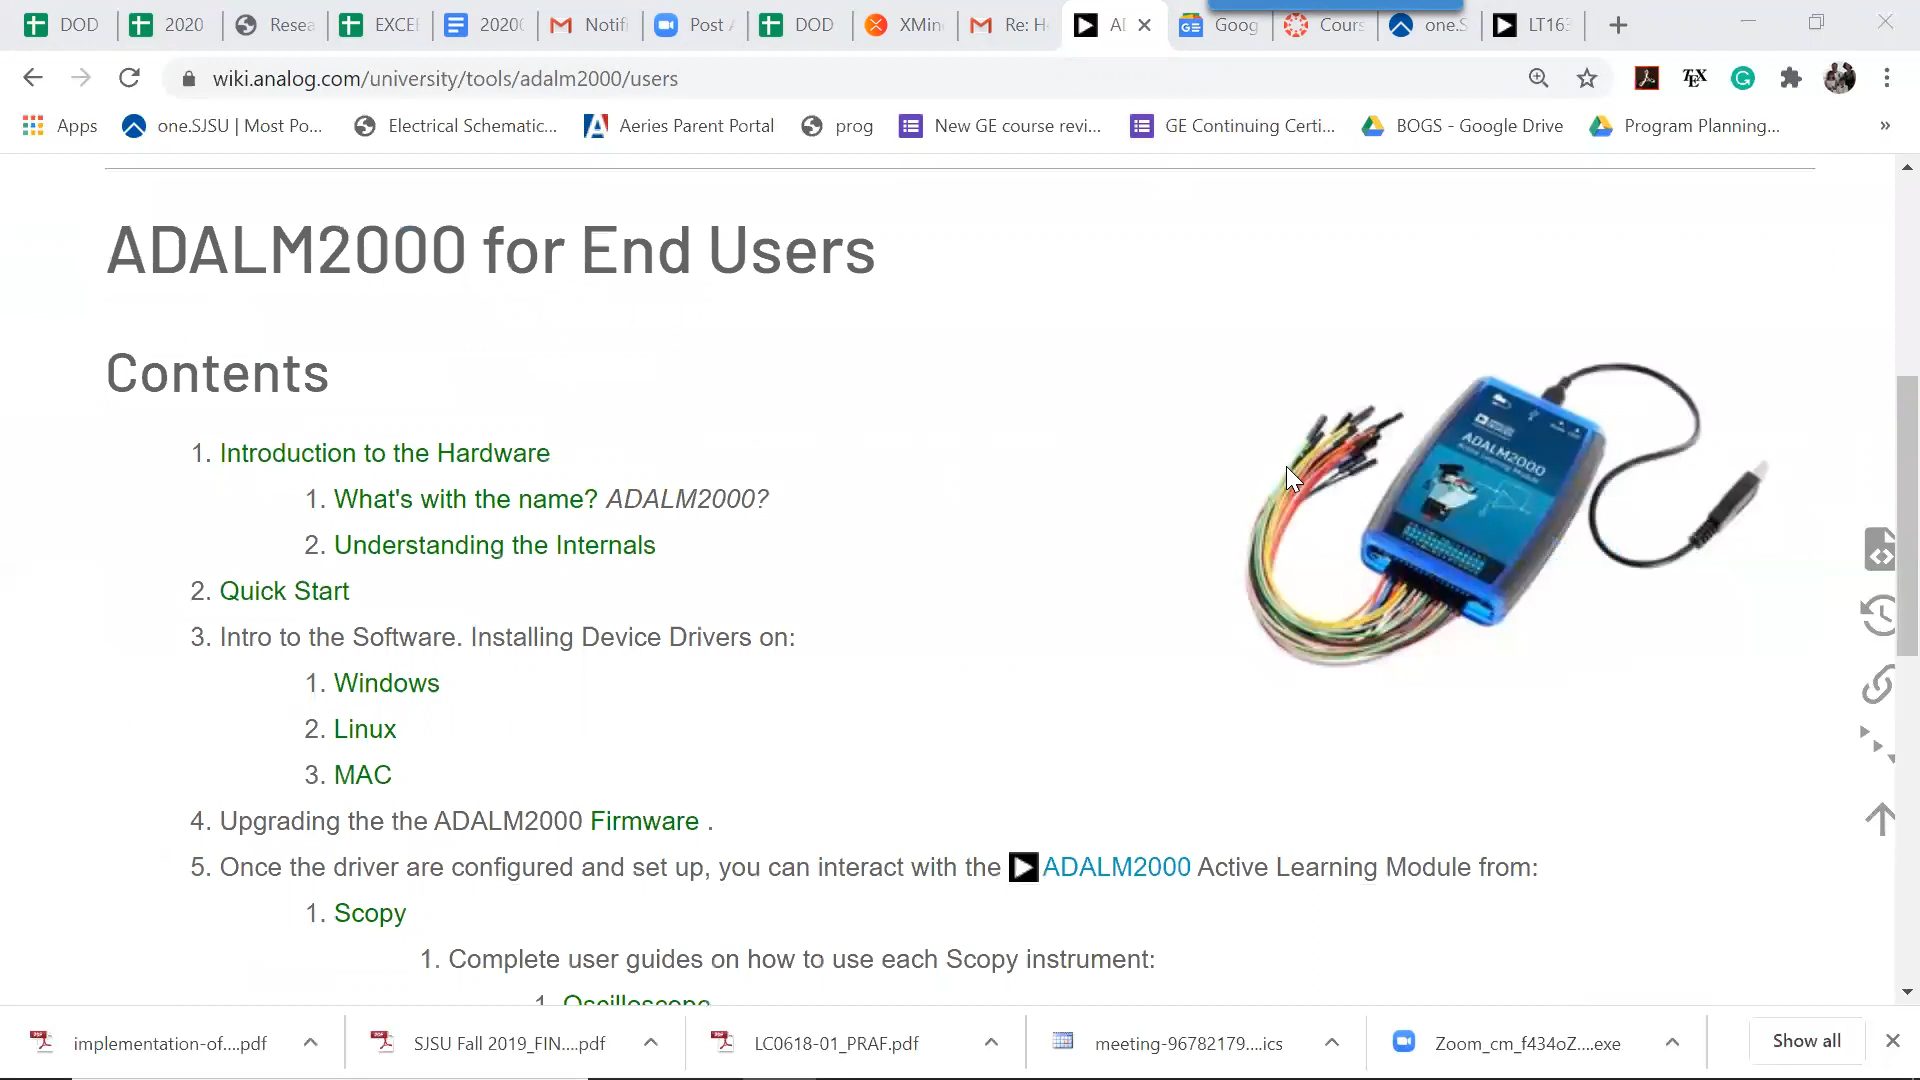 DOD
2020
Resea
EXCE
2020
Notifi
Post
DOD
XMin
Re: H
Goog
Cours
one.S
LT163
wiki.analog.com/university/tools/adalm2000/users
Apps
one.SJSU | Most Po...
Electrical Schematic...
Aeries Parent Portal
prog
New GE course revi...
GE Continuing Certi...
BOGS - Google Drive
Program Planning...
»
ADALM2000 for End Users
Contents
1. Introduction to the Hardware
1. What's with the name? ADALM2000?
2. Understanding the Internals
2. Quick Start
3. Intro to the Software. Installing Device Drivers on:
1. Windows
2. Linux
3. MAC
4. Upgrading the the ADALM2000 Firmware .
5. Once the driver are configured and set up, you can interact with the ADALM2000 Active Learning Module from:
1. Scopy
1. Complete user guides on how to use each Scopy instrument:
1. Oscilloscope
ADALM2000
Active Learning Module
implementation-of....pdf
SJSU Fall 2019_FIN....pdf
LC0618-01_PRAF.pdf
meeting-96782179....ics
Zoom_cm_f434oZ....exe
Show all